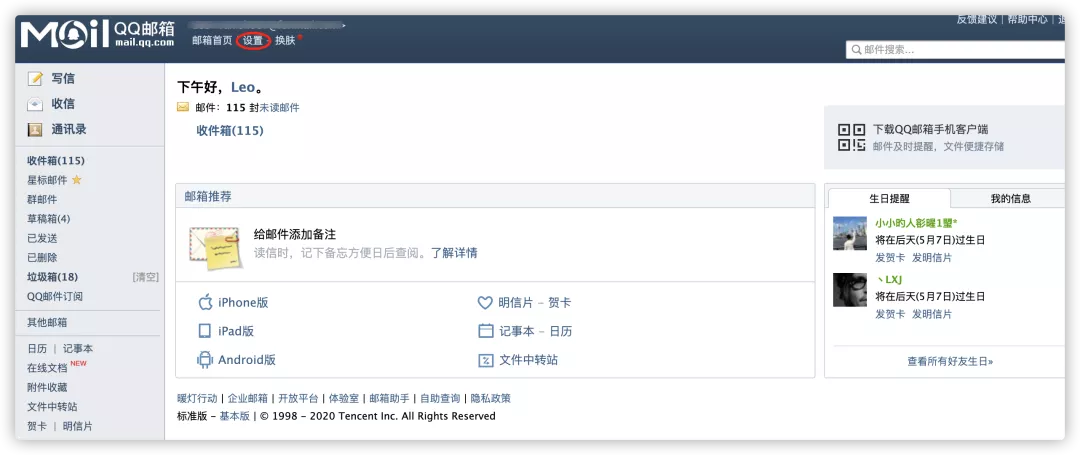 MOil QQ邮箱 mail.qq.com
反馈建议 | 帮助中心 |
邮箱首页 设置 - 换肤
邮件搜索...
写信
收信
通讯录
收件箱(115)
星标邮件
群邮件
草稿箱(4)
已发送
已删除
垃圾箱(18) [清空]
QQ邮件订阅
其他邮箱
日历 | 记事本
在线文档 NEW
附件收藏
文件中转站
贺卡 | 明信片
下午好，Leo。
邮件：115 封未读邮件
收件箱(115)
下载QQ邮箱手机客户端
邮件及时提醒，文件便捷存储
邮箱推荐
给邮件添加备注
读信时，记下备忘方便日后查阅。了解详情
iPhone版
明信片 - 贺卡
iPad版
记事本 - 日历
Android版
文件中转站
生日提醒 我的信息
将在后天(5月7日)过生日
发贺卡 发明信片
丶LXJ
将在后天(5月7日)过生日
发贺卡 发明信片
查看所有好友生日»
暖灯行动 | 企业邮箱 | 开放平台 | 体验室 | 邮箱助手 | 自助查询 | 隐私政策
标准版 - 基本版 | © 1998 - 2020 Tencent Inc. All Rights Reserved